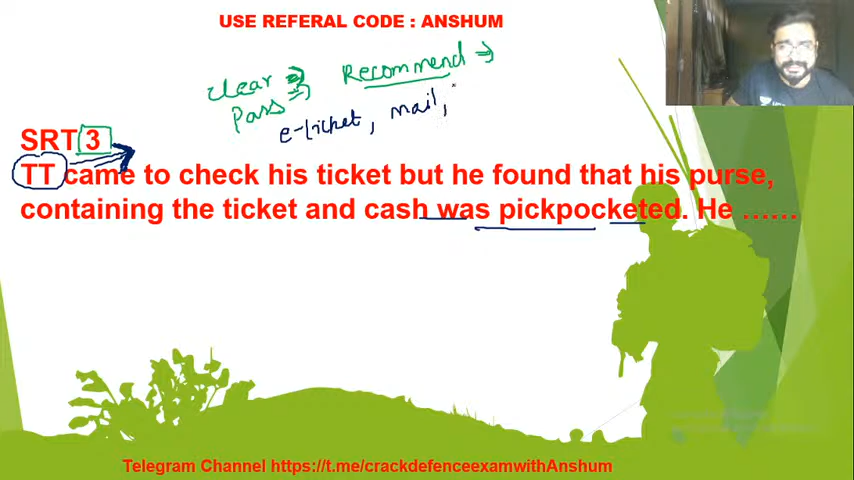 USE REFERAL CODE : ANSHUM
clear Recommend
Pass
e-ticket, mail,
SRT 3
TT came to check his ticket but he found that his purse,
containing the ticket and cash was pickpocketed. He ......
Telegram Channel https://t.me/crackdefenceexamwithAnshum